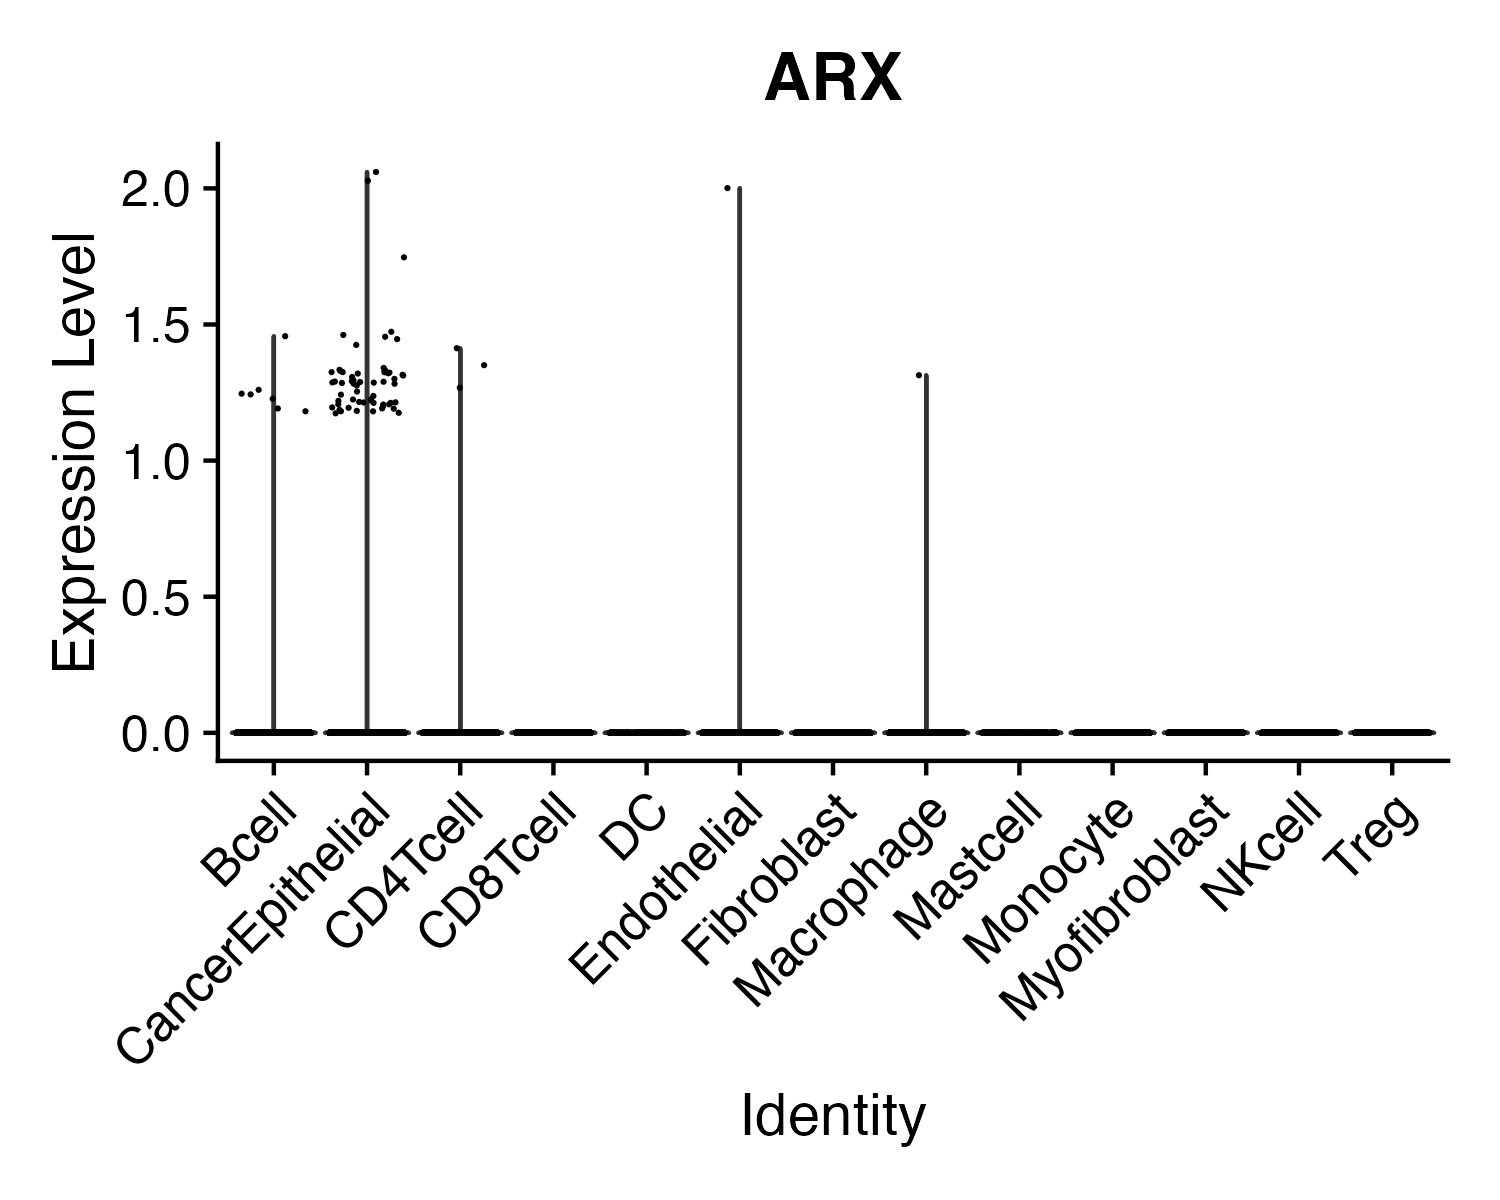 ARX
Expression Level
2.0
1.5
1.0
0.5
0.0
Bcell
CancerEpithelial
CD4Tcell
CD8Tcell
DC
Endothelial
Fibroblast
Macrophage
Mastcell
Monocyte
Myofibroblast
NKcell
Treg
Identity